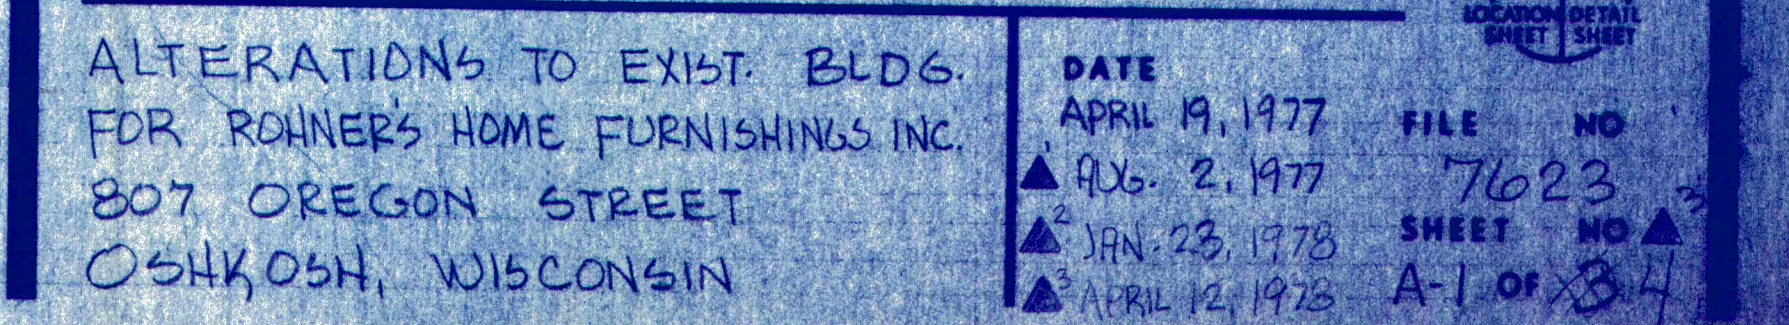 ALTERATIONS TO EXIST. BLDG.
FOR ROHNER'S HOME FURNISHINGS INC.
807 OREGON STREET
OSHKOSH, WISCONSIN
DATE
APRIL 19, 1977
1 AUG. 2, 1977
2 JAN. 23, 1978
3 APRIL 12, 1978
LOCATION DETAIL
SHEET SHEET
FILE NO
7623
SHEET NO 3
A-1 OF 3 4